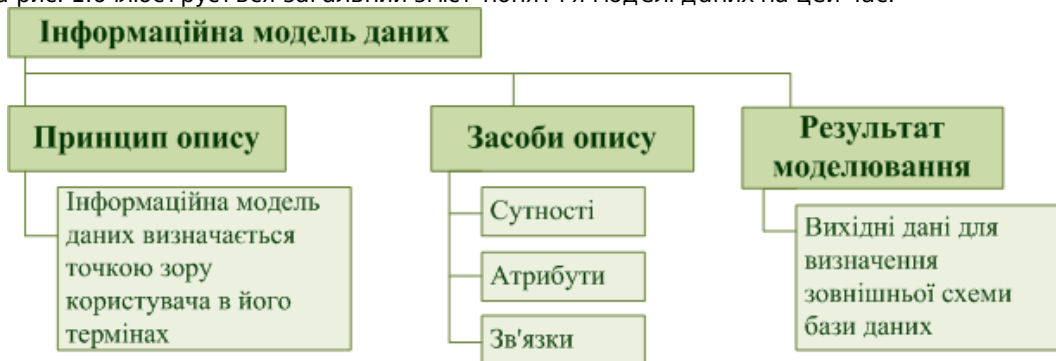 Інформаційна модель даних
Принцип опису
Засоби опису
Результат
моделювання
Інформаційна модель
даних визначається
точкою зору
користувача в його
термінах
Сутності
Атрибути
Зв'язки
Вихідні дані для
визначення
зовнішньої схеми
бази даних